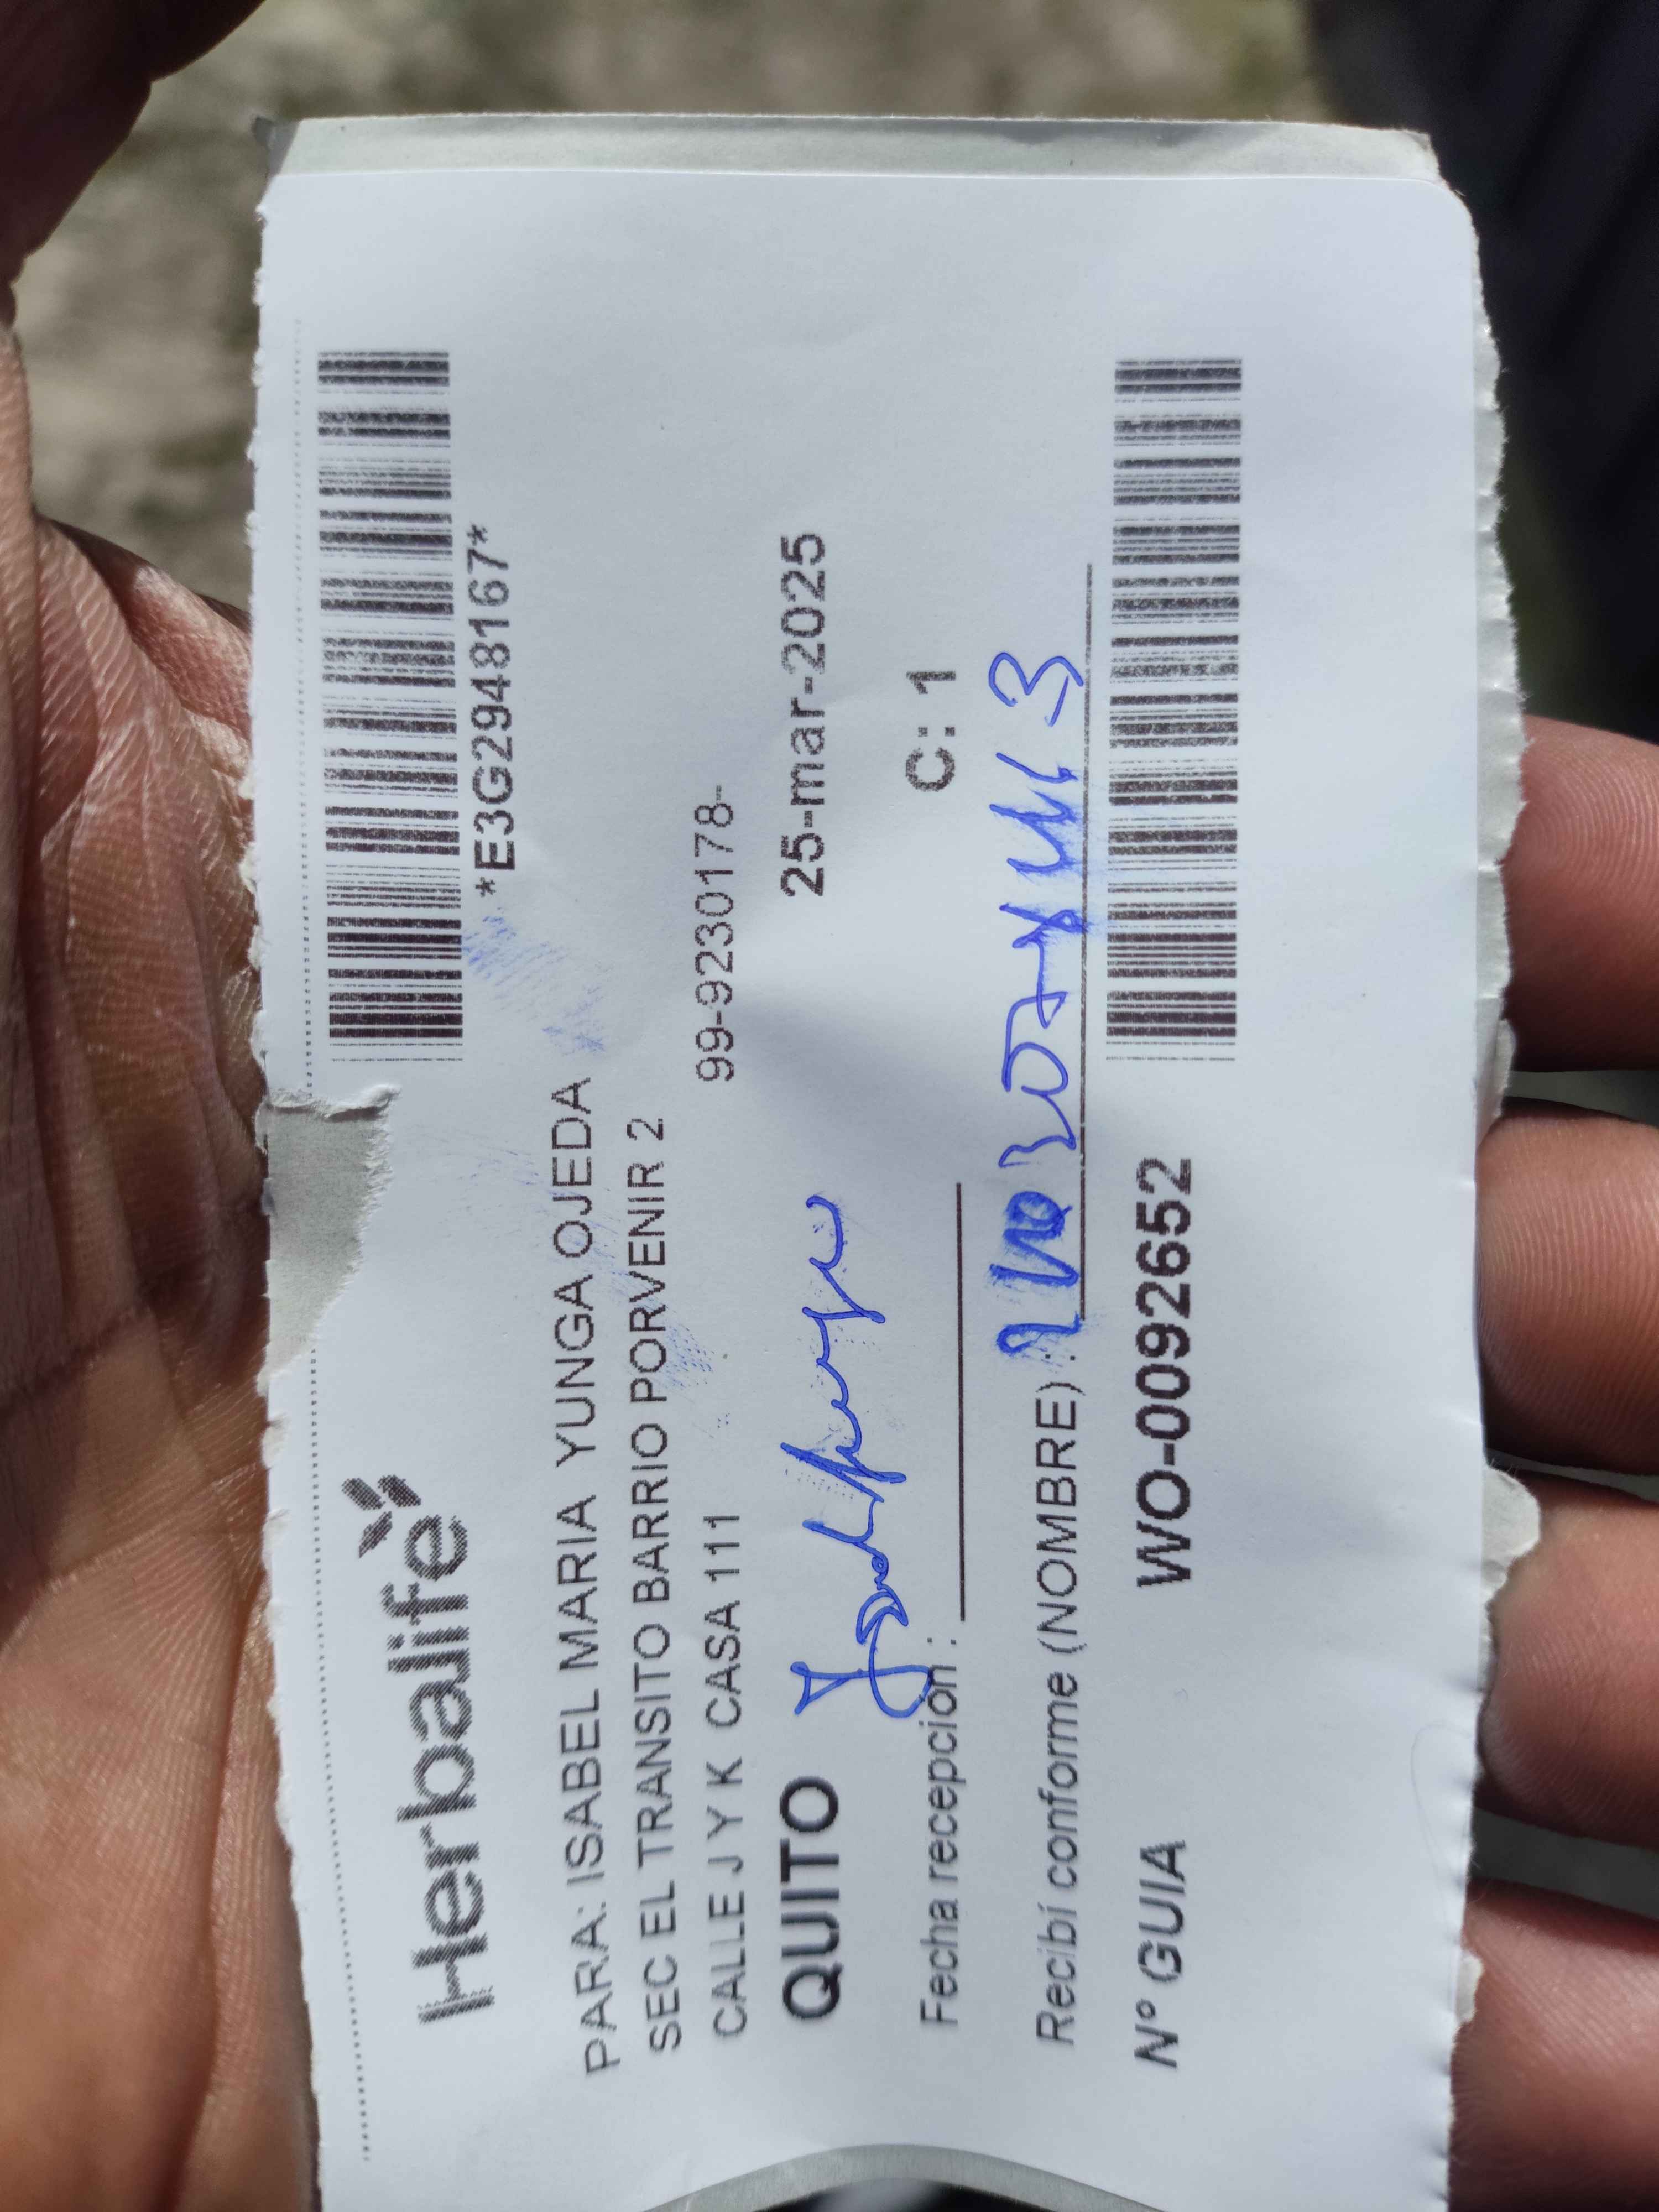 Herbalife
*E3G2948167*
PARA: ISABEL MARIA YUNGA OJEDA
SEC EL TRANSITO BARRIO PORVENIR 2
CALLE J Y K CASA 111
99-9230178-
QUITO
25-mar-2025
Fecha recepción :
C: 1
Recibí conforme (NOMBRE) :
Nº GUIA WO-0092652